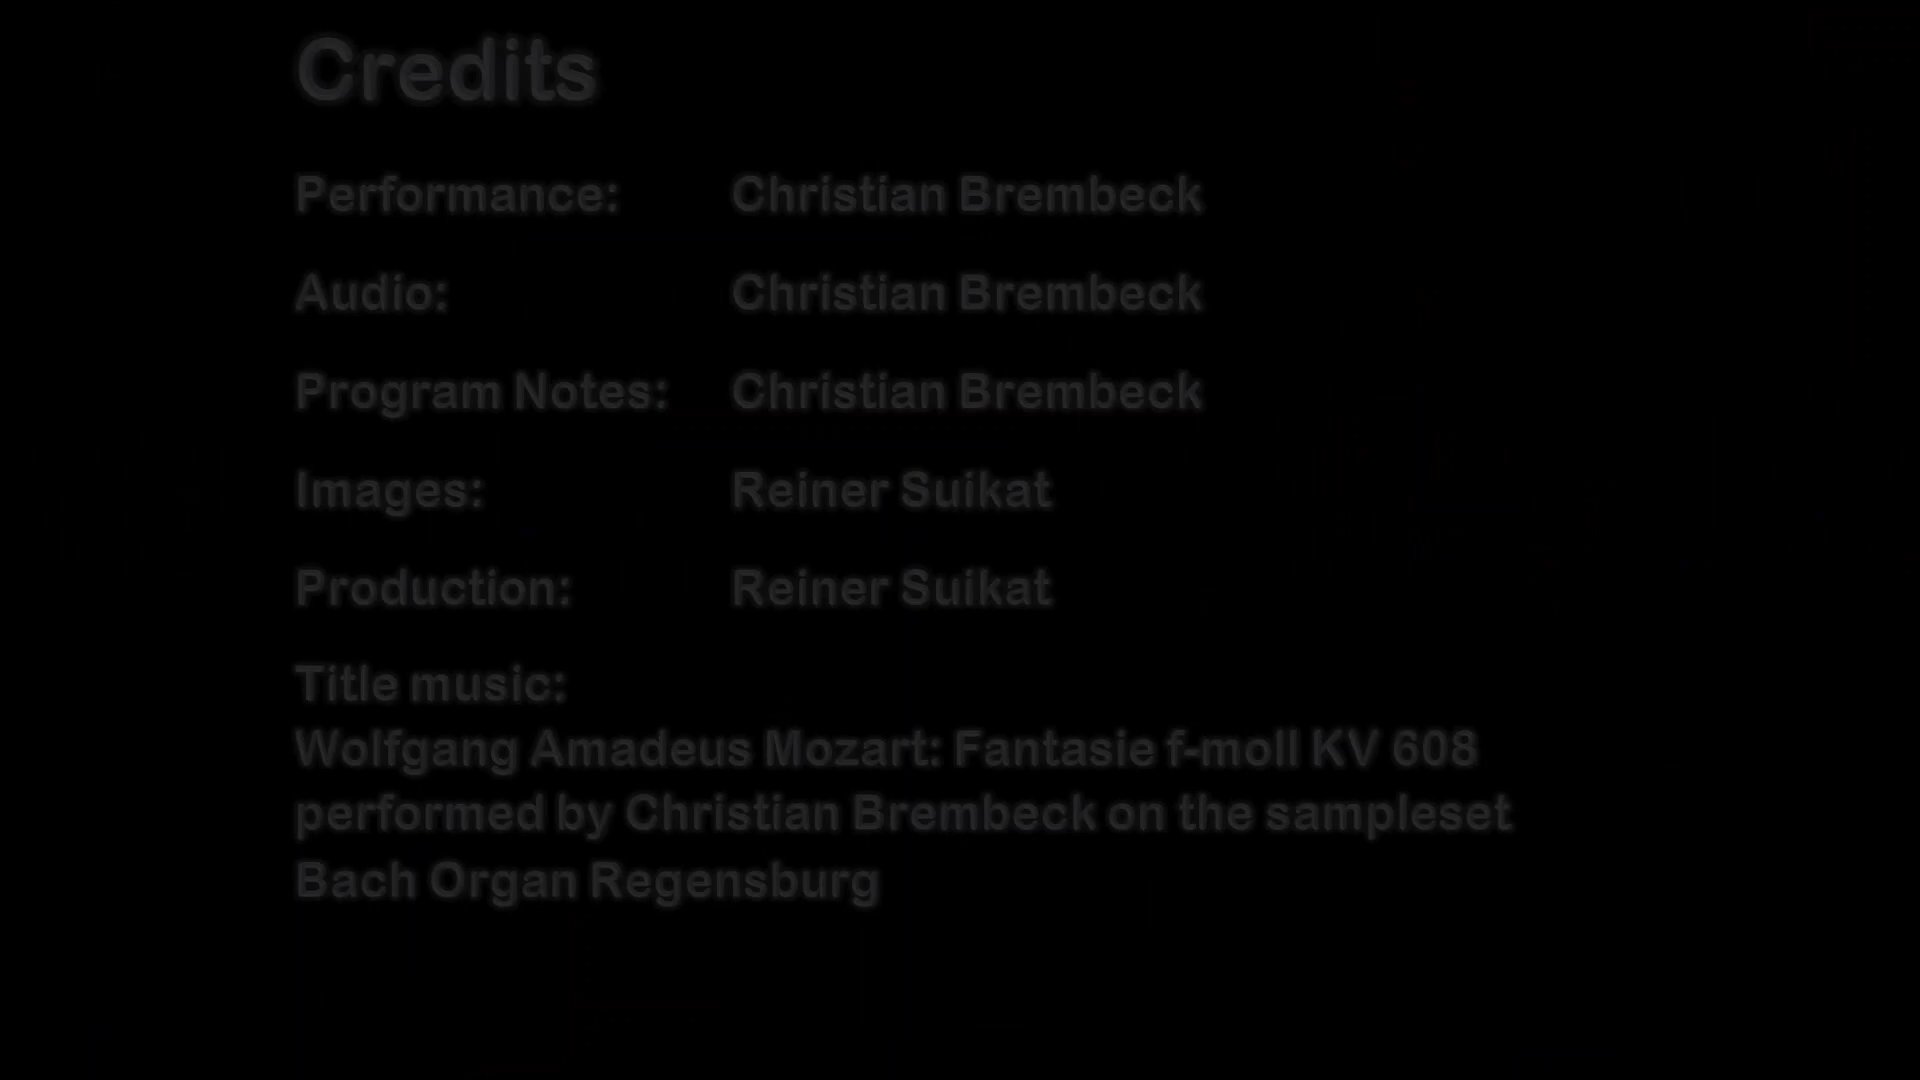 Credits
Performance: Christian Brembeck
Audio: Christian Brembeck
Program Notes: Christian Brembeck
Images: Reiner Suikat
Production: Reiner Suikat
Title music:
Wolfgang Amadeus Mozart: Fantasie f-moll KV 608
performed by Christian Brembeck on the sampleset
Bach Organ Regensburg